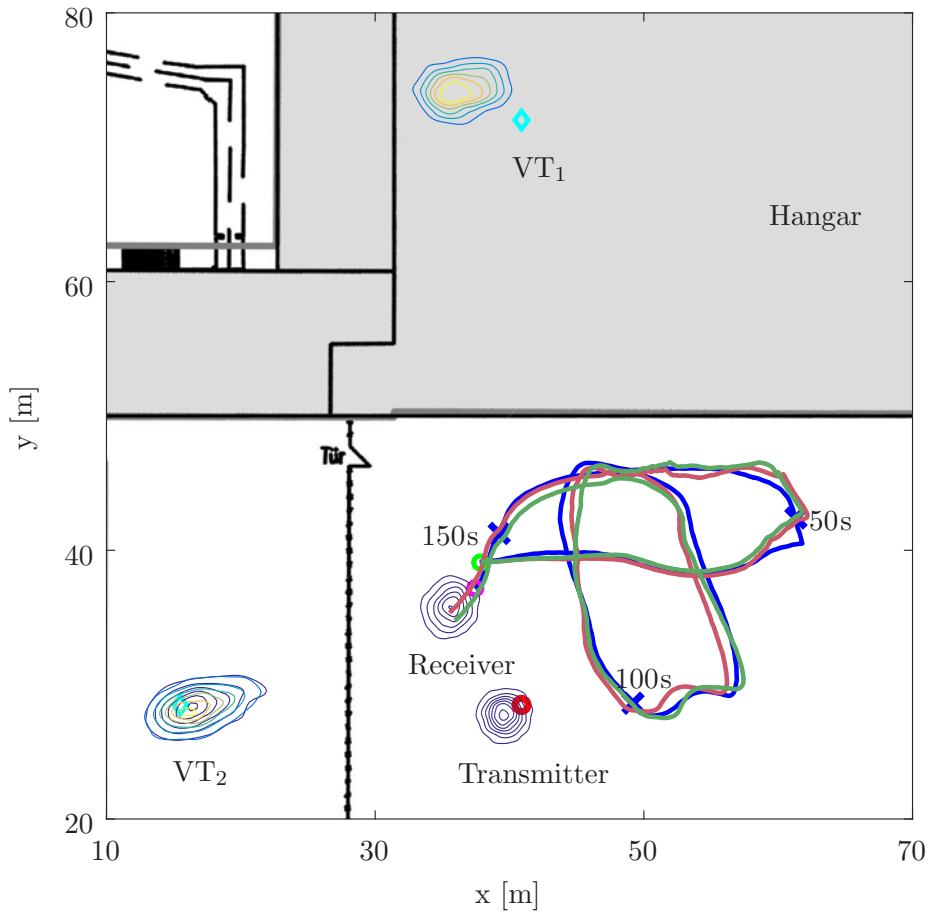 80
VT₁
Hangar
60
y [m]
Tür
50s
150s
40
Receiver
100s
VT₂
Transmitter
20
10
30
50
70
x [m]